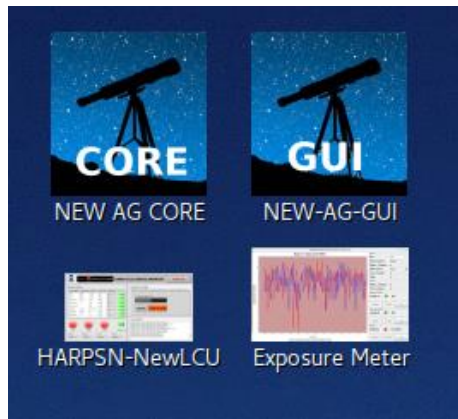 CORE
GUI
NEW AG CORE
NEW-AG-GUI
HARPSN-NewLCU
Exposure Meter